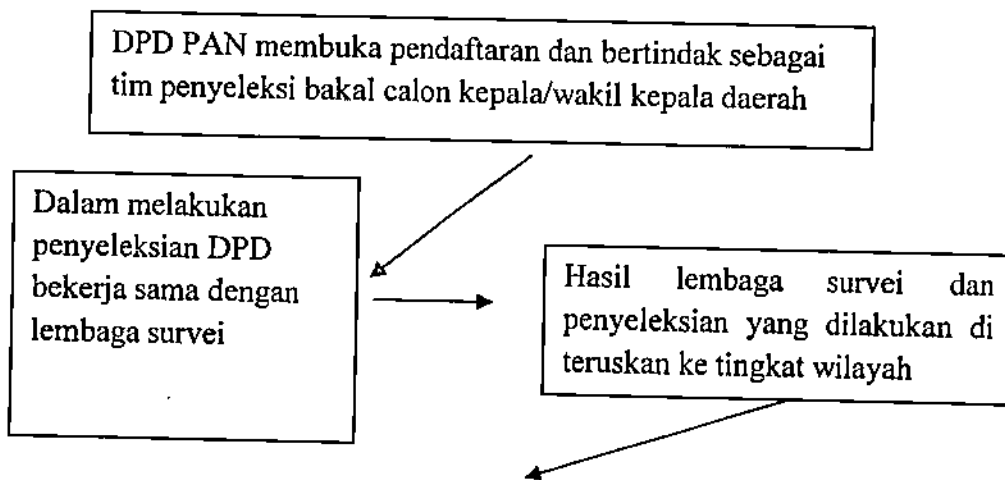 DPD PAN membuka pendaftaran dan bertindak sebagai
tim penyeleksi bakal calon kepala/wakil kepala daerah
Dalam melakukan
penyeleksian DPD
bekerja sama dengan
lembaga survei
Hasil lembaga survei dan
penyeleksian yang dilakukan di
teruskan ke tingkat wilayah